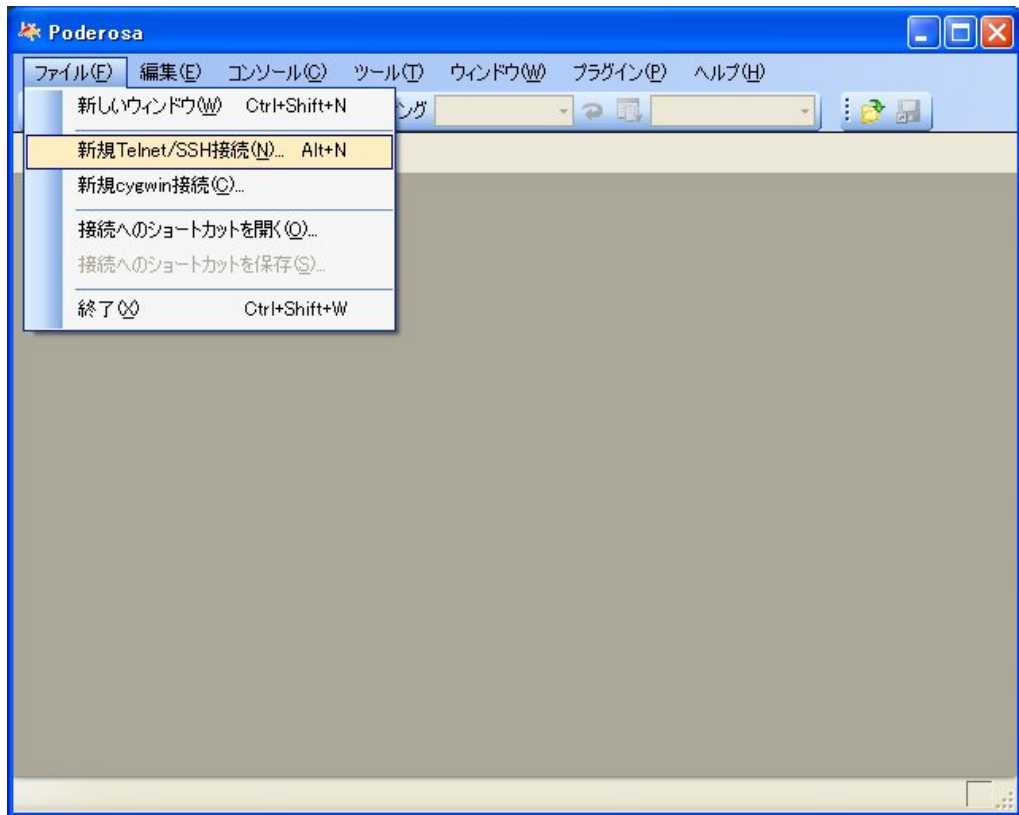 Poderosa
ファイル(F) 編集(E) コンソール(C) ツール(T) ウィンドウ(W) プラグイン(P) ヘルプ(H)
新しいウィンドウ(W) Ctrl+Shift+N
ング
新規Telnet/SSH接続(N)... Alt+N
新規cygwin接続(C)...
接続へのショートカットを開く(O)...
接続へのショートカットを保存(S)...
終了(X) Ctrl+Shift+W